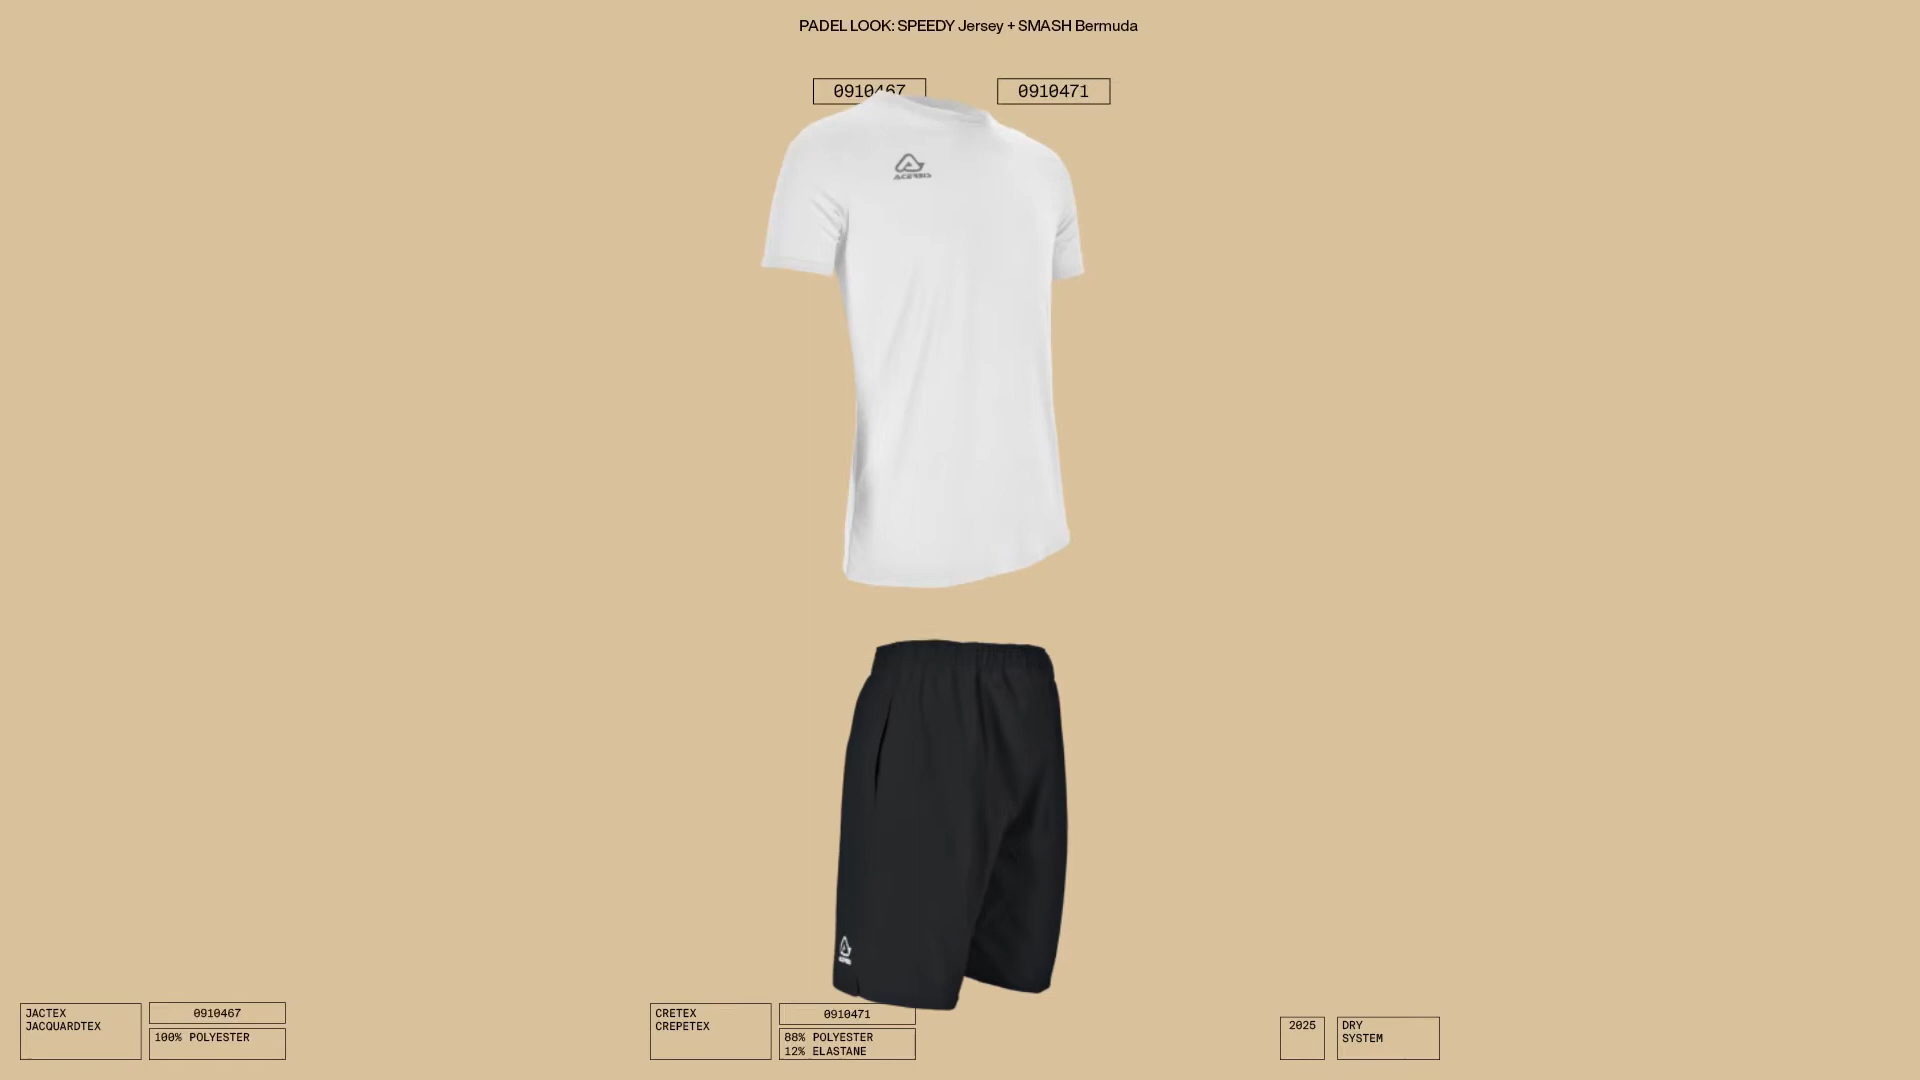 PADEL LOOK: SPEEDY Jersey + SMASH Bermuda
0910467
0910471
ACERBIS
ACERBIS
JACTEX
JACQUARDTEX
0910467
100% POLYESTER
CRETEX
CREPETEX
0910471
88% POLYESTER
12% ELASTANE
2025
DRY
SYSTEM